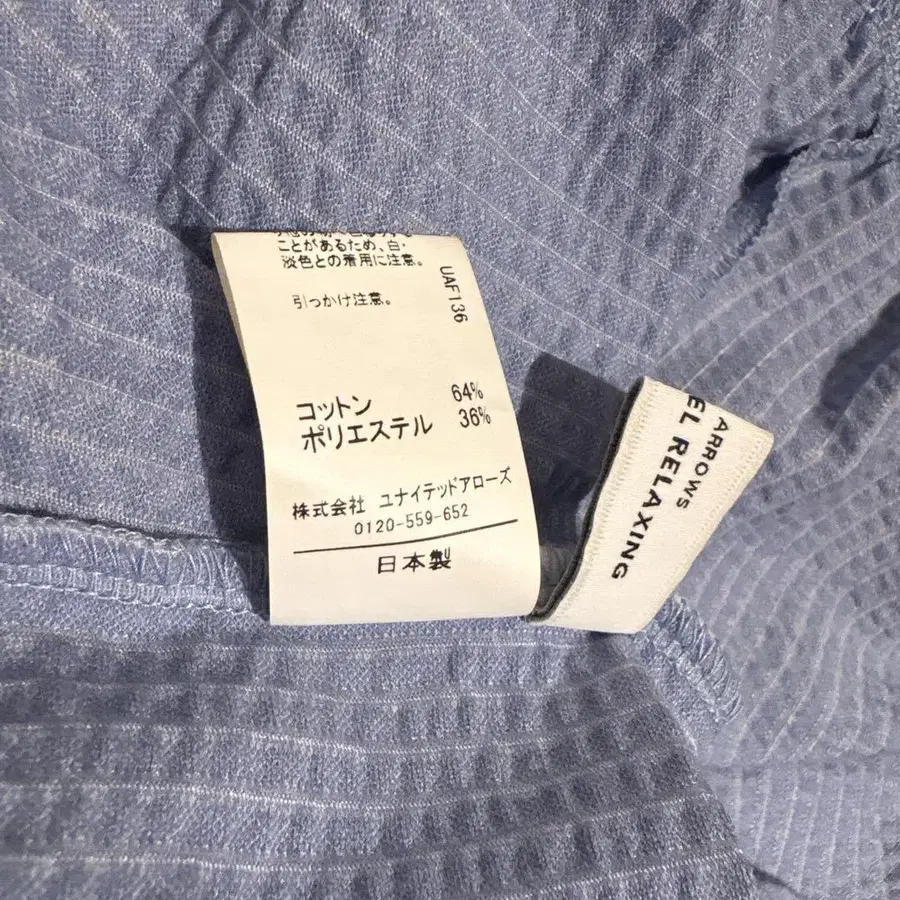 ことがあるため、白・
淡色との着用に注意。
引っかけ注意。
UAF136
コットン 64%
ポリエステル 36%
株式会社 ユナイテッドアローズ
0120-559-652
日本製
ARROWS
EL RELAXING